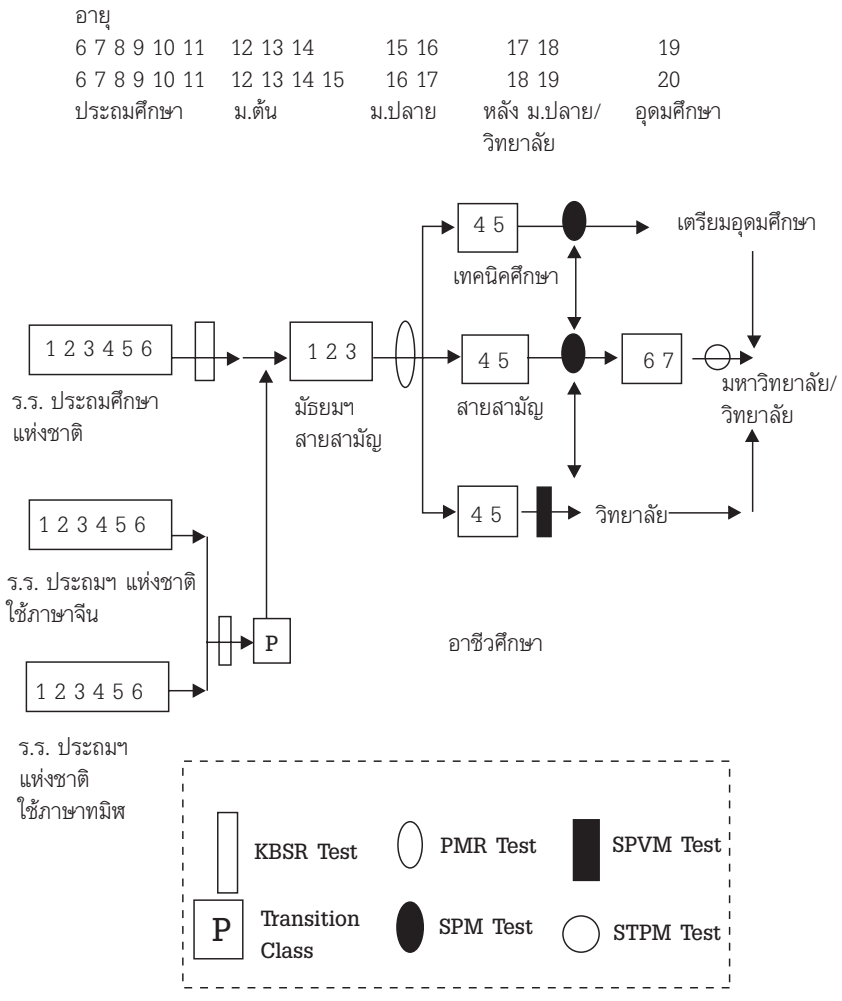 อายุ
6 7 8 9 10 11 12 13 14 15 16 17 18 19
6 7 8 9 10 11 12 13 14 15 16 17 18 19 20
ประถมศึกษา ม.ต้น ม.ปลาย หลัง ม.ปลาย/ อุดมศึกษา
วิทยาลัย
4 5 เตรียมอุดมศึกษา
เทคนิคศึกษา
1 2 3 4 5 6 1 2 3 4 5 6 7
ร.ร. ประถมศึกษา
แห่งชาติ
มัธยมฯ
สายสามัญ
สายสามัญ
มหาวิทยาลัย/
วิทยาลัย
1 2 3 4 5 6 4 5 วิทยาลัย
ร.ร. ประถมฯ แห่งชาติ
ใช้ภาษาจีน
P อาชีวศึกษา
1 2 3 4 5 6
ร.ร. ประถมฯ
แห่งชาติ
ใช้ภาษาทมิฬ
KBSR Test PMR Test SPVM Test
P Transition
Class
SPM Test STPM Test